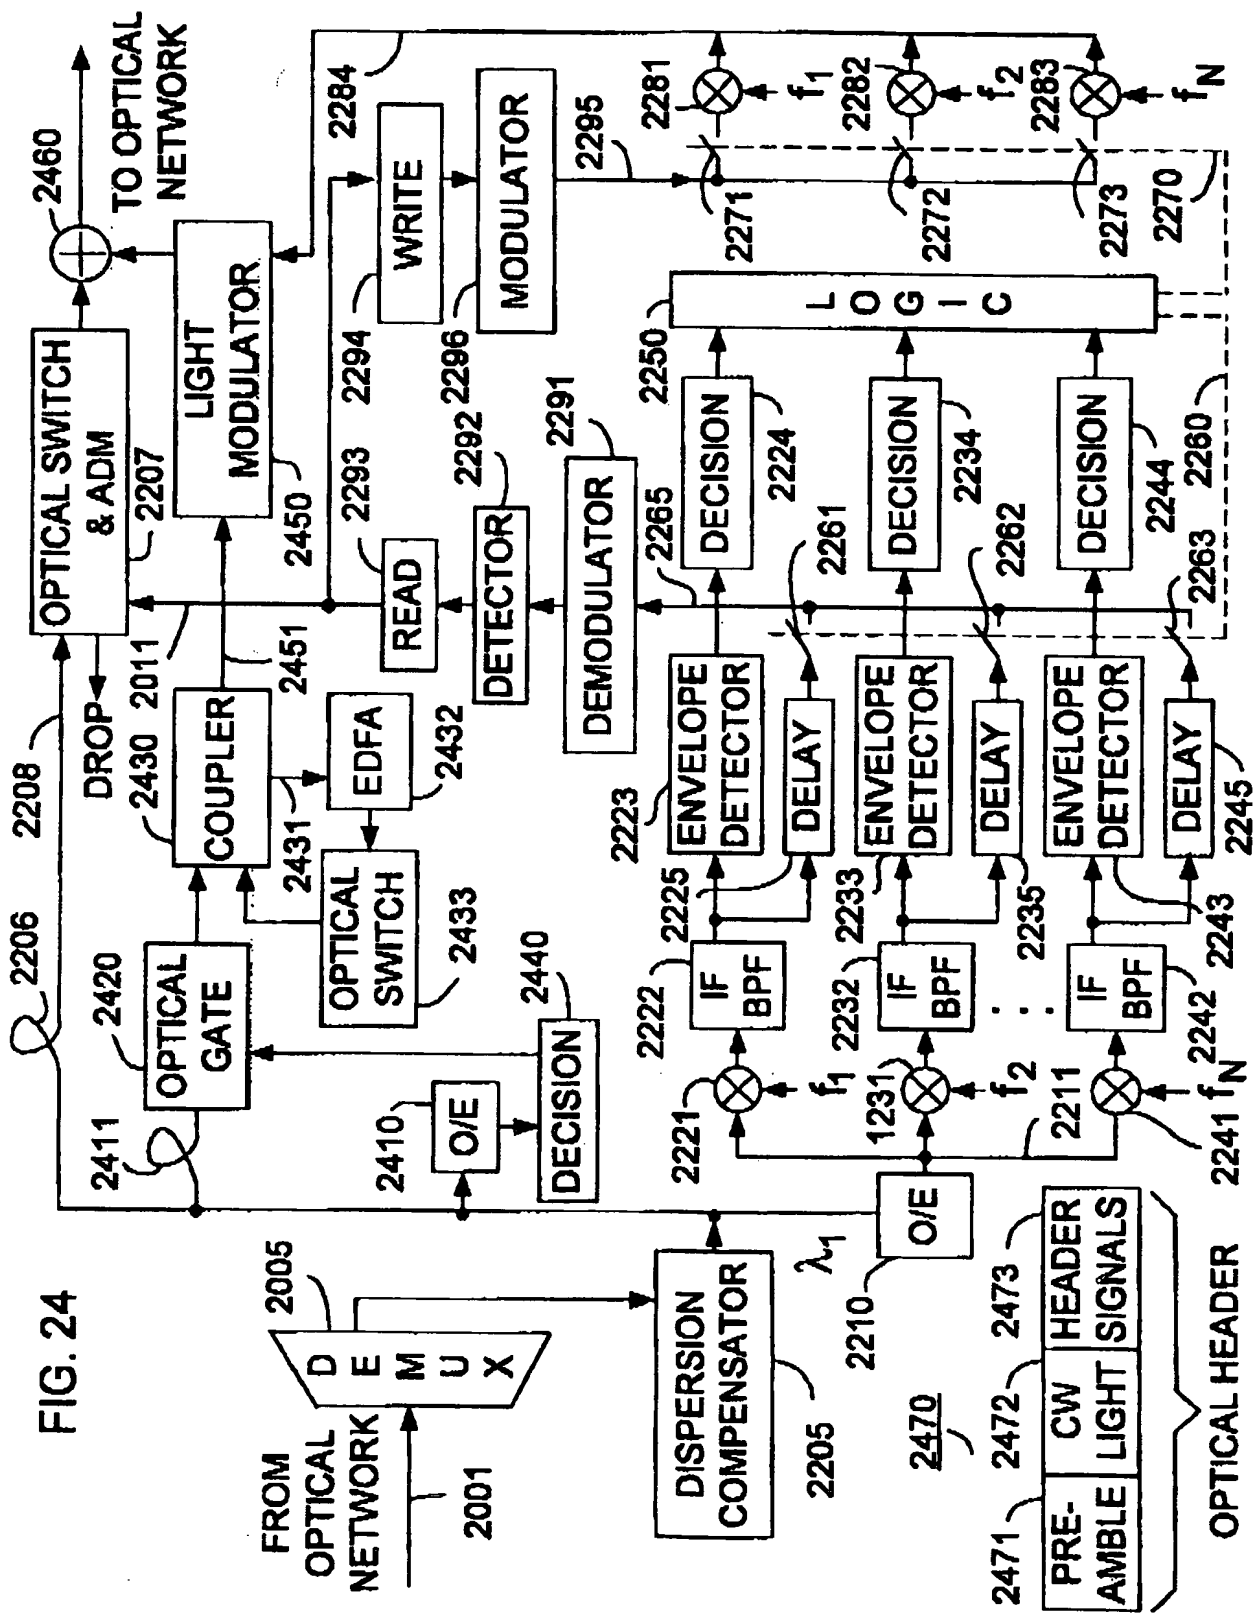 FIG. 24
FROM
OPTICAL
NETWORK
2001
DEMUX
2005
DISPERSION
COMPENSATOR
2205
λ1
2206
2208
2411
2420
OPTICAL
GATE
2410
O/E
DECISION
2440
2430
COUPLER
2431
EDFA
2432
OPTICAL
SWITCH
2433
2451
2011
DROP
OPTICAL SWITCH
& ADM
2207
LIGHT
MODULATOR
2450
2460
TO OPTICAL
NETWORK
2284
2293
READ
2292
DETECTOR
2291
DEMODULATOR
2265
2294
WRITE
2296
MODULATOR
2295
2210
O/E
2211
2221
f1
2222
IF
BPF
2223
ENVELOPE
DETECTOR
2225
DELAY
2261
DECISION
2224
1231
f2
2232
IF
BPF
2233
ENVELOPE
DETECTOR
2235
DELAY
2262
DECISION
2234
. . .
2241
fN
2242
IF
BPF
2243
ENVELOPE
DETECTOR
2245
DELAY
2263
DECISION
2244
2250
LOGIC
2260
2270
2271
2272
2273
2281
f1
2282
f2
2283
fN
2470
2471
2472
2473
PRE-
AMBLE
CW
LIGHT
HEADER
SIGNALS
OPTICAL HEADER